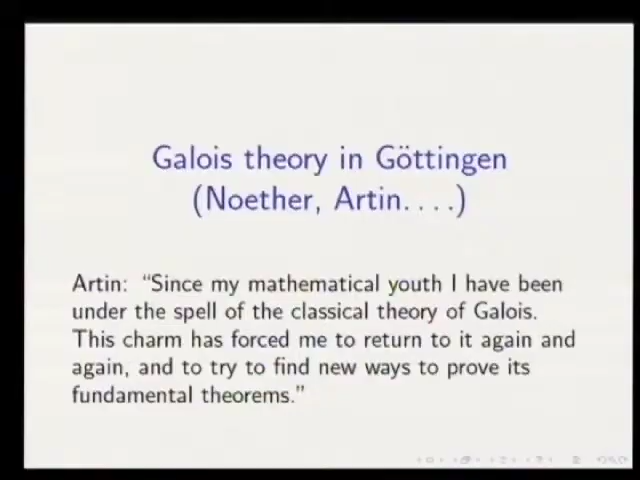 Galois theory in Göttingen
(Noether, Artin. . . .)
Artin: “Since my mathematical youth I have been
under the spell of the classical theory of Galois.
This charm has forced me to return to it again and
again, and to try to find new ways to prove its
fundamental theorems.”